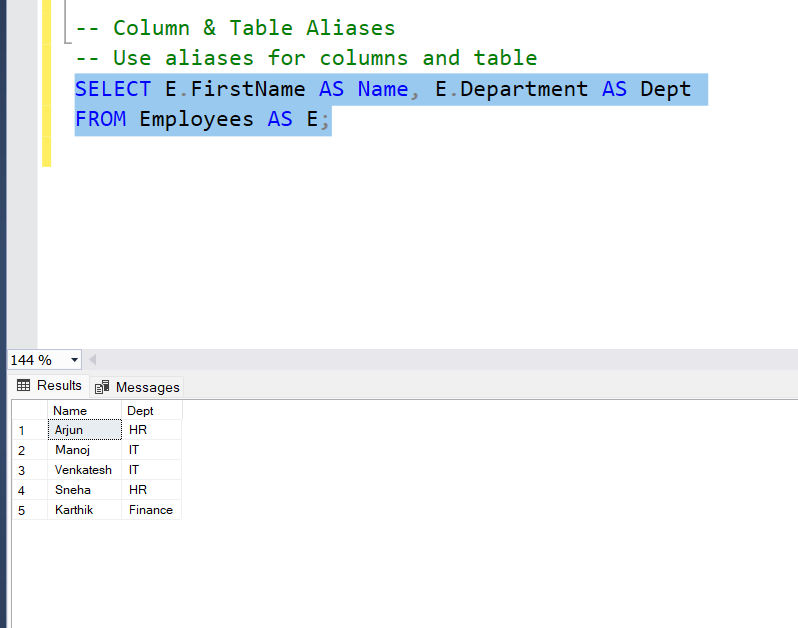 -- Column & Table Aliases
-- Use aliases for columns and table
SELECT E.FirstName AS Name, E.Department AS Dept
FROM Employees AS E;
144 %
Results Messages
Name Dept
1 Arjun HR
2 Manoj IT
3 Venkatesh IT
4 Sneha HR
5 Karthik Finance